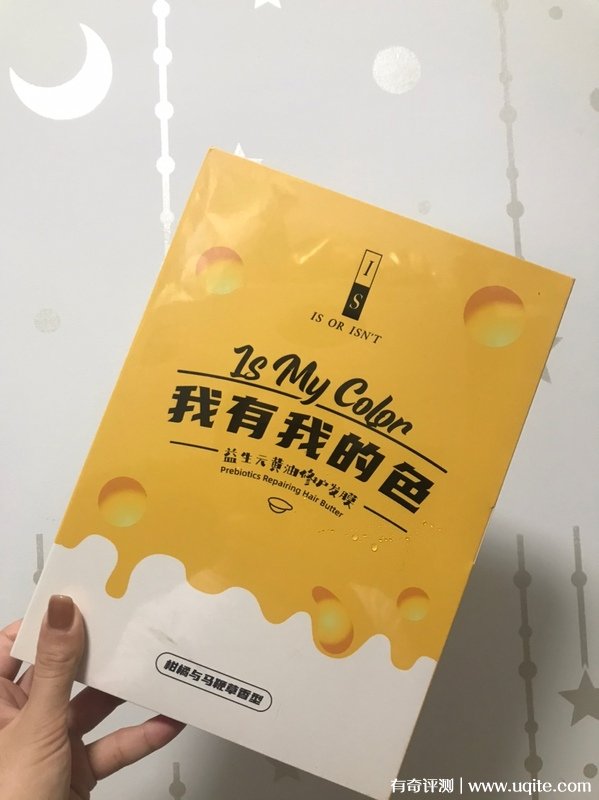 I
S
IS OR ISN'T
Is My Color
我有我的色
益生元黄油修护发膜
Prebiotics Repairing Hair Butter
柑橘与马鞭草香型
有奇评测 | www.uqite.com